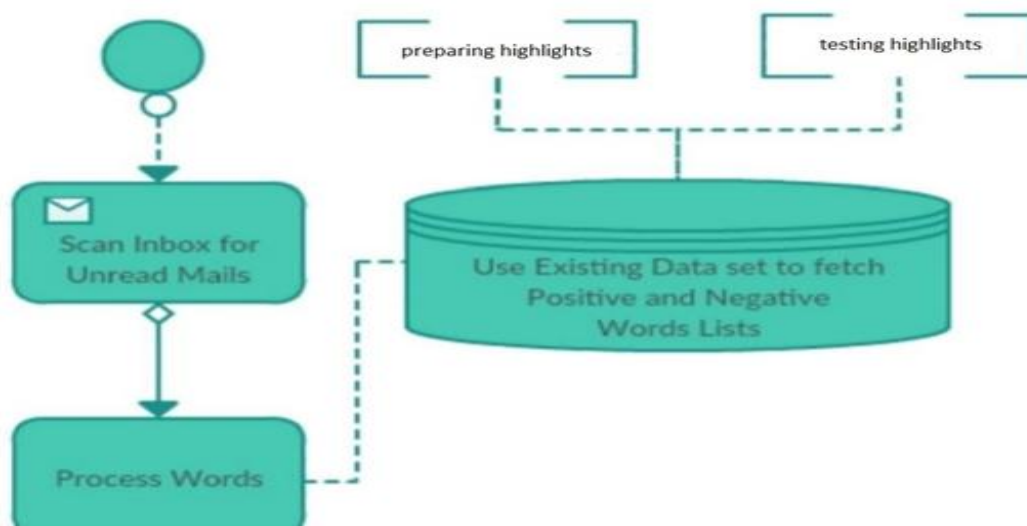 preparing highlights
testing highlights
Scan Inbox for
Unread Mails
Use Existing Data set to fetch
Positive and Negative
Words Lists
Process Words